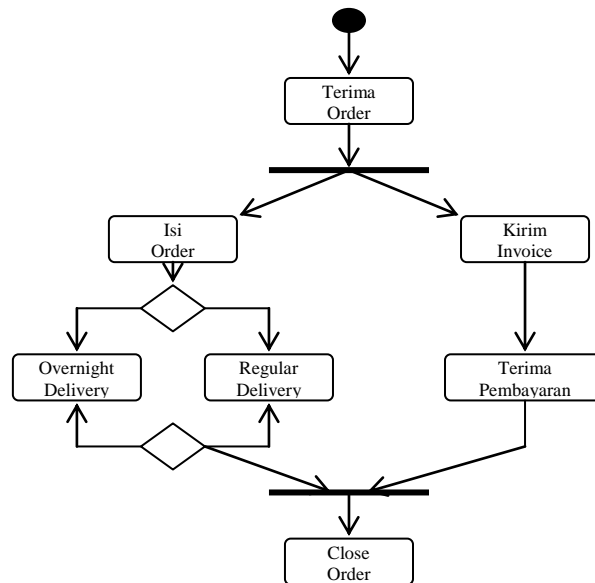 Terima
Order
Isi
Order
Kirim
Invoice
Overnight
Delivery
Regular
Delivery
Terima
Pembayaran
Close
Order